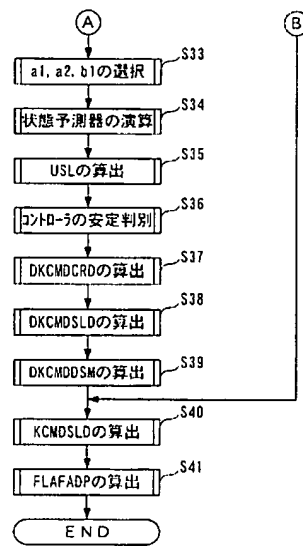 A
B
S33
a1, a2, b1の選択
S34
状態予測器の演算
S35
USLの算出
S36
ｺﾝﾄﾛｰﾗの安定判別
S37
DKCMDCRDの算出
S38
DKCMDSLDの算出
S39
DKCMDDSMの算出
S40
KCMDSLDの算出
S41
FLAFADPの算出
END